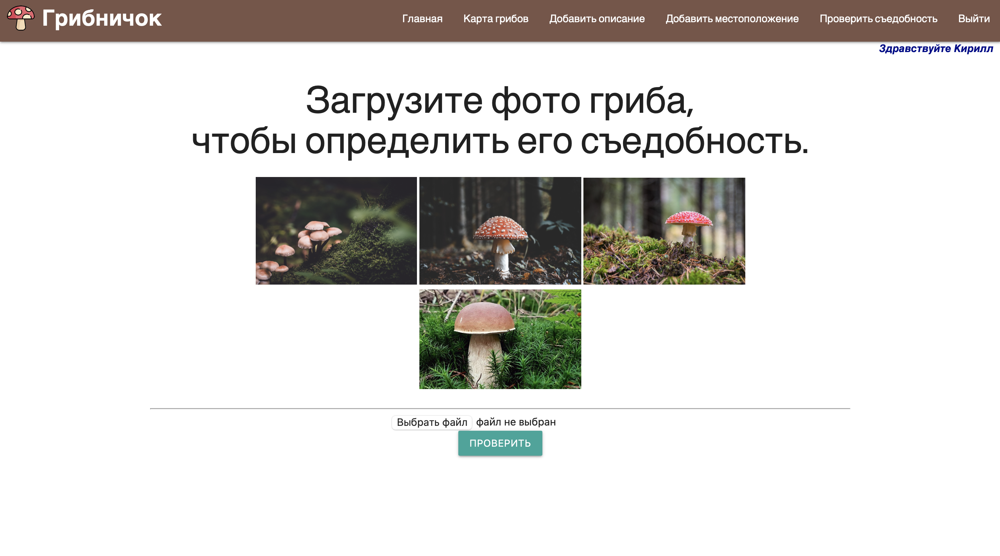 Грибничок
Главная
Карта грибов
Добавить описание
Добавить местоположение
Проверить съедобность
Выйти
Здравствуйте Кирилл
Загрузите фото гриба,
чтобы определить его съедобность.
Выбрать файл
файл не выбран
ПРОВЕРИТЬ